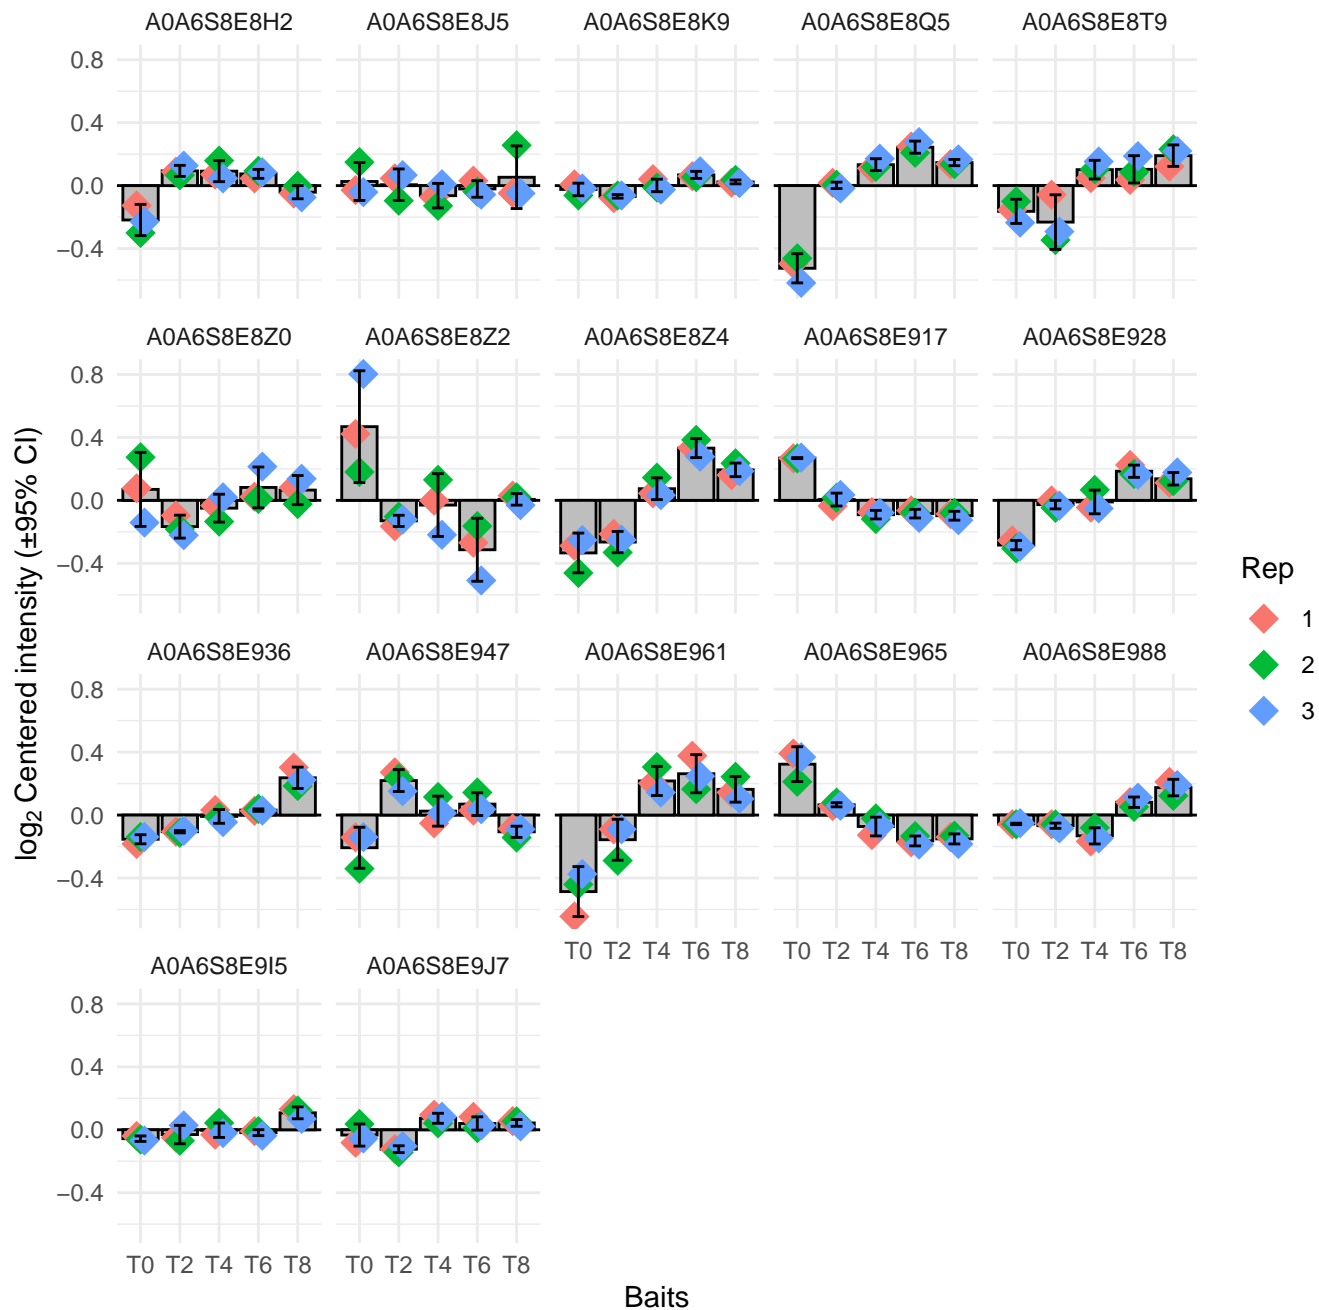 A0A6S8E8H2 A0A6S8E8J5 A0A6S8E8K9 A0A6S8E8Q5 A0A6S8E8T9
0.8
0.4
0.0
−0.4
A0A6S8E8Z0 A0A6S8E8Z2 A0A6S8E8Z4 A0A6S8E917 A0A6S8E928
0.8
0.4
0.0
−0.4
log2 Centered intensity (±95% CI)
Rep
1
2
3
A0A6S8E936 A0A6S8E947 A0A6S8E961 A0A6S8E965 A0A6S8E988
0.8
0.4
0.0
−0.4
T0 T2 T4 T6 T8 T0 T2 T4 T6 T8 T0 T2 T4 T6 T8
A0A6S8E9I5 A0A6S8E9J7
0.8
0.4
0.0
−0.4
T0 T2 T4 T6 T8 T0 T2 T4 T6 T8
Baits